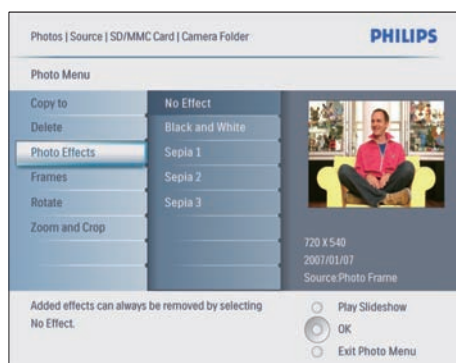 Photos | Source | SD/MMC Card | Camera Folder
PHILIPS
Photo Menu
Copy to
Delete
Photo Effects
Frames
Rotate
Zoom and Crop
No Effect
Black and White
Sepia 1
Sepia 2
Sepia 3
720 X 540
2007/01/07
Source:Photo Frame
Added effects can always be removed by selecting
No Effect.
Play Slideshow
OK
Exit Photo Menu